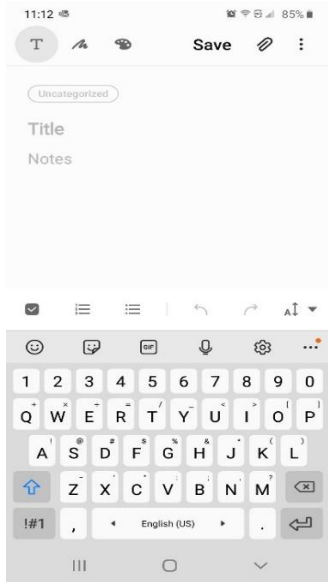 11:12 85%
T Save
Uncategorized
Title
Notes
A
GIF
1 2 3 4 5 6 7 8 9 0
Q W E R T Y U I O P
A S D F G H J K L
Z X C V B N M
!#1 , English (US) .